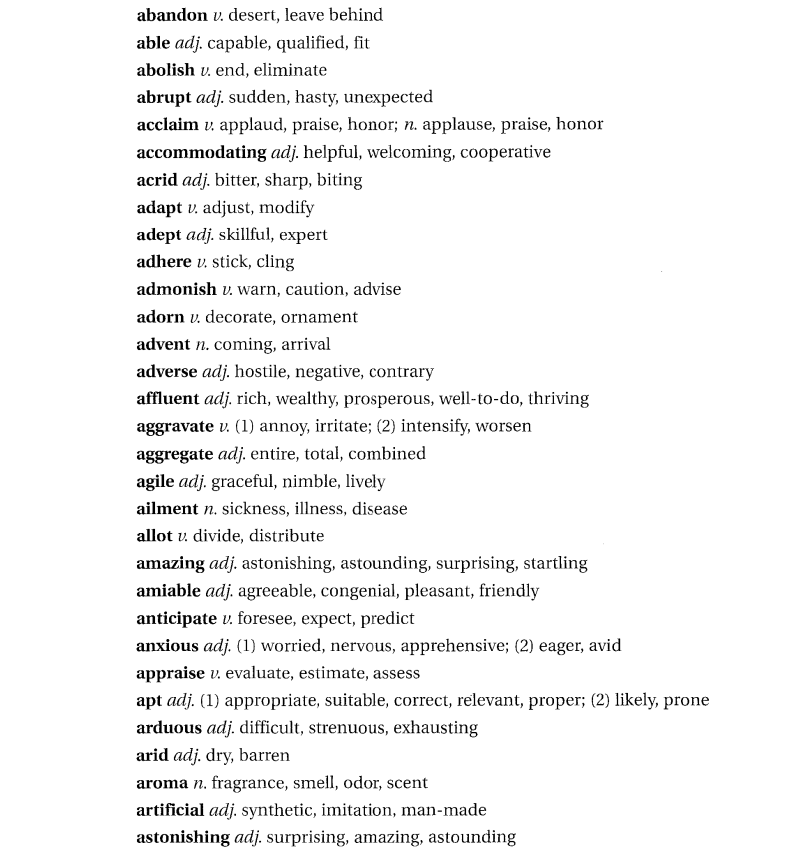 abandon v. desert, leave behind
able adj. capable, qualified, fit
abolish v. end, eliminate
abrupt adj. sudden, hasty, unexpected
acclaim v. applaud, praise, honor; n. applause, praise, honor
accommodating adj. helpful, welcoming, cooperative
acrid adj. bitter, sharp, biting
adapt v. adjust, modify
adept adj. skillful, expert
adhere v. stick, cling
admonish v. warn, caution, advise
adorn v. decorate, ornament
advent n. coming, arrival
adverse adj. hostile, negative, contrary
affluent adj. rich, wealthy, prosperous, well-to-do, thriving
aggravate v. (1) annoy, irritate; (2) intensify, worsen
aggregate adj. entire, total, combined
agile adj. graceful, nimble, lively
ailment n. sickness, illness, disease
allot v. divide, distribute
amazing adj. astonishing, astounding, surprising, startling
amiable adj. agreeable, congenial, pleasant, friendly
anticipate v. foresee, expect, predict
anxious adj. (1) worried, nervous, apprehensive; (2) eager, avid
appraise v. evaluate, estimate, assess
apt adj. (1) appropriate, suitable, correct, relevant, proper; (2) likely, prone
arduous adj. difficult, strenuous, exhausting
arid adj. dry, barren
aroma n. fragrance, smell, odor, scent
artificial adj. synthetic, imitation, man-made
astonishing adj. surprising, amazing, astounding